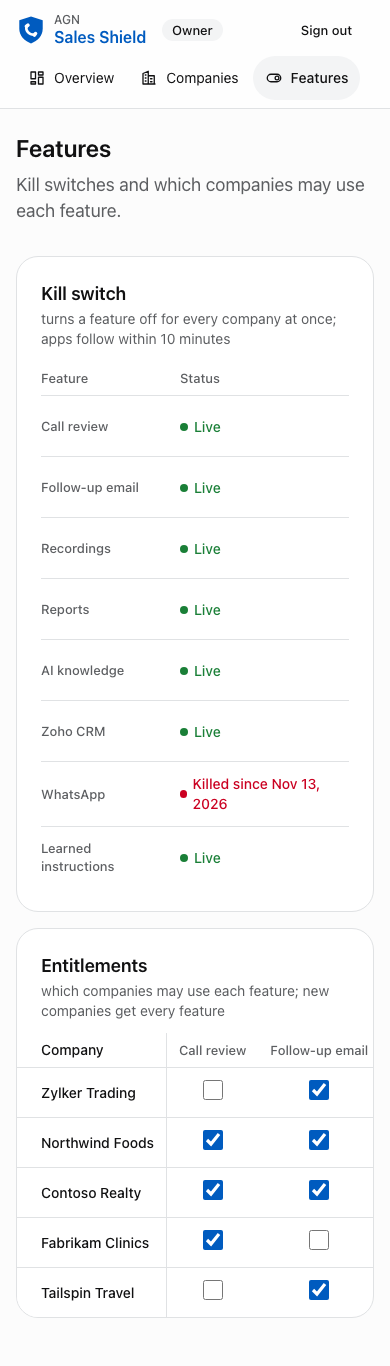 AGN
Sales Shield
Owner
Sign out
Overview
Companies
Features
Features
Kill switches and which companies may use
each feature.
Kill switch
turns a feature off for every company at once;
apps follow within 10 minutes
Feature Status
Call review Live
Follow-up email Live
Recordings Live
Reports Live
AI knowledge Live
Zoho CRM Live
WhatsApp Killed since Nov 13,
2026
Learned
instructions Live
Entitlements
which companies may use each feature; new
companies get every feature
Company Call review Follow-up email
Zylker Trading
Northwind Foods
Contoso Realty
Fabrikam Clinics
Tailspin Travel